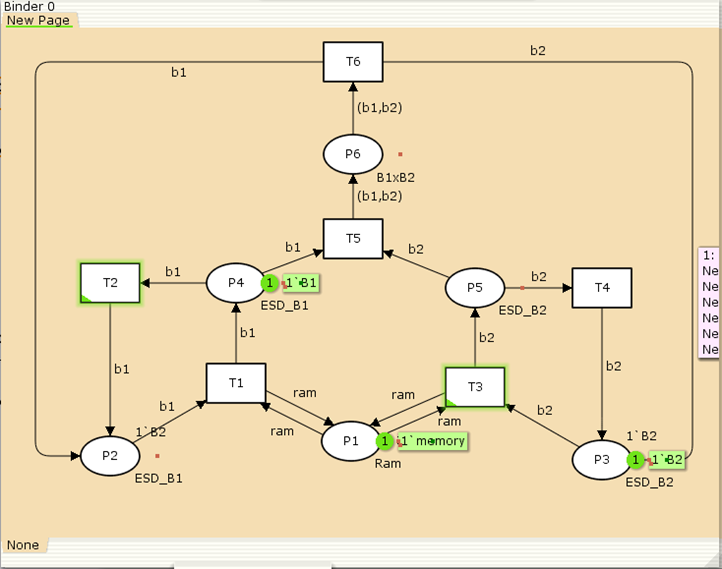 Binder 0
New Page
T6
b1
b2
(b1,b2)
P6
B1xB2
(b1,b2)
T5
b1
b2
T2
b1
P4
1
1`B1
ESD_B1
P5
b2
T4
ESD_B2
1:
Ne
Ne
Ne
Ne
Ne
Ne
b1
b1
b2
b2
T1
T3
ram
ram
b1
ram
ram
b2
1`B2
P2
ESD_B1
P1
1
1`memory
Ram
1`B2
P3
1
1`B2
ESD_B2
None